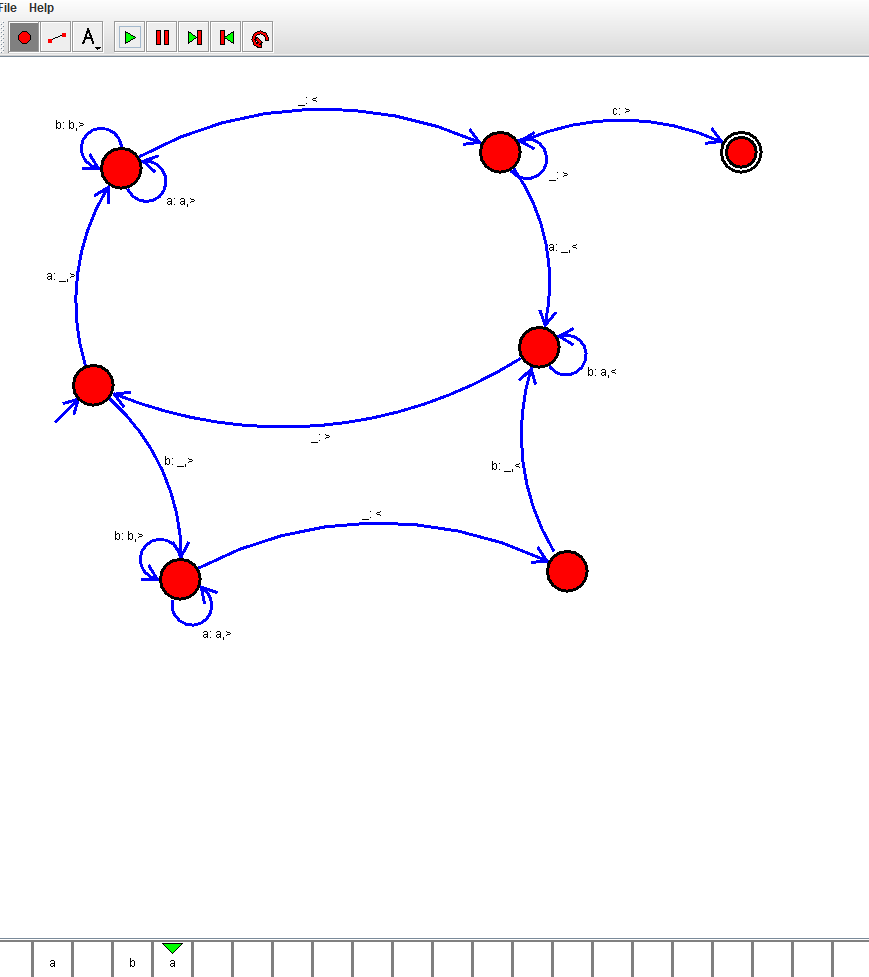 File Help
A
_: <
c: >
b: b,>
_: >
a: a,>
a: _,<
a: _,>
b: a,<
_: >
b: _,>
b: _,<
_: <
b: b,>
a: a,>
a b a